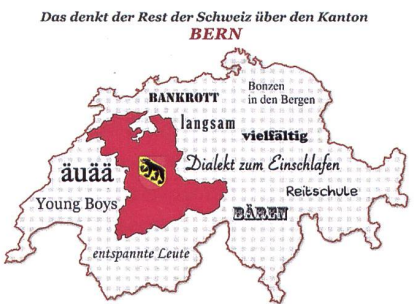 Das denkt der Rest der Schweiz über den Kanton
BERN
Bonzen
in den Bergen
BANKROTT
langsam
vielfältig
äuää
Dialekt zum Einschlafen
Reitschule
Young Boys
BÄREN
entspannte Leute